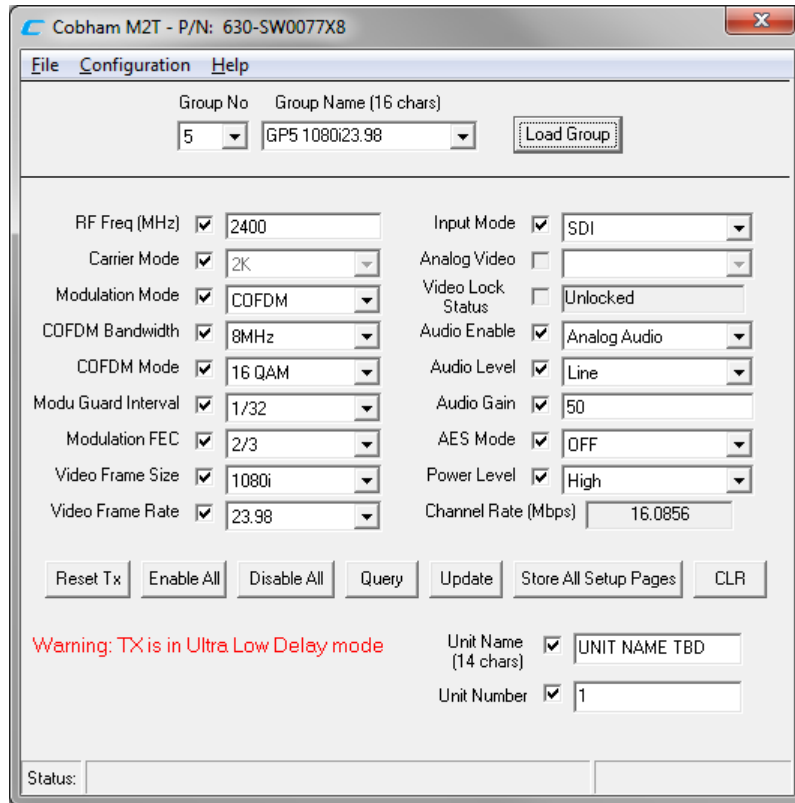 Cobham M2T - P/N: 630-SW0077X8
File Configuration Help
Group No Group Name (16 chars)
5 GP5 1080i23.98 Load Group
RF Freq (MHz) 2400 Input Mode SDI
Carrier Mode 2K Analog Video
Modulation Mode COFDM Video Lock Status Unlocked
COFDM Bandwidth 8MHz Audio Enable Analog Audio
COFDM Mode 16 QAM Audio Level Line
Modu Guard Interval 1/32 Audio Gain 50
Modulation FEC 2/3 AES Mode OFF
Video Frame Size 1080i Power Level High
Video Frame Rate 23.98 Channel Rate (Mbps) 16.0856
Reset Tx Enable All Disable All Query Update Store All Setup Pages CLR
Warning: TX is in Ultra Low Delay mode Unit Name (14 chars) UNIT NAME TBD
Unit Number 1
Status: